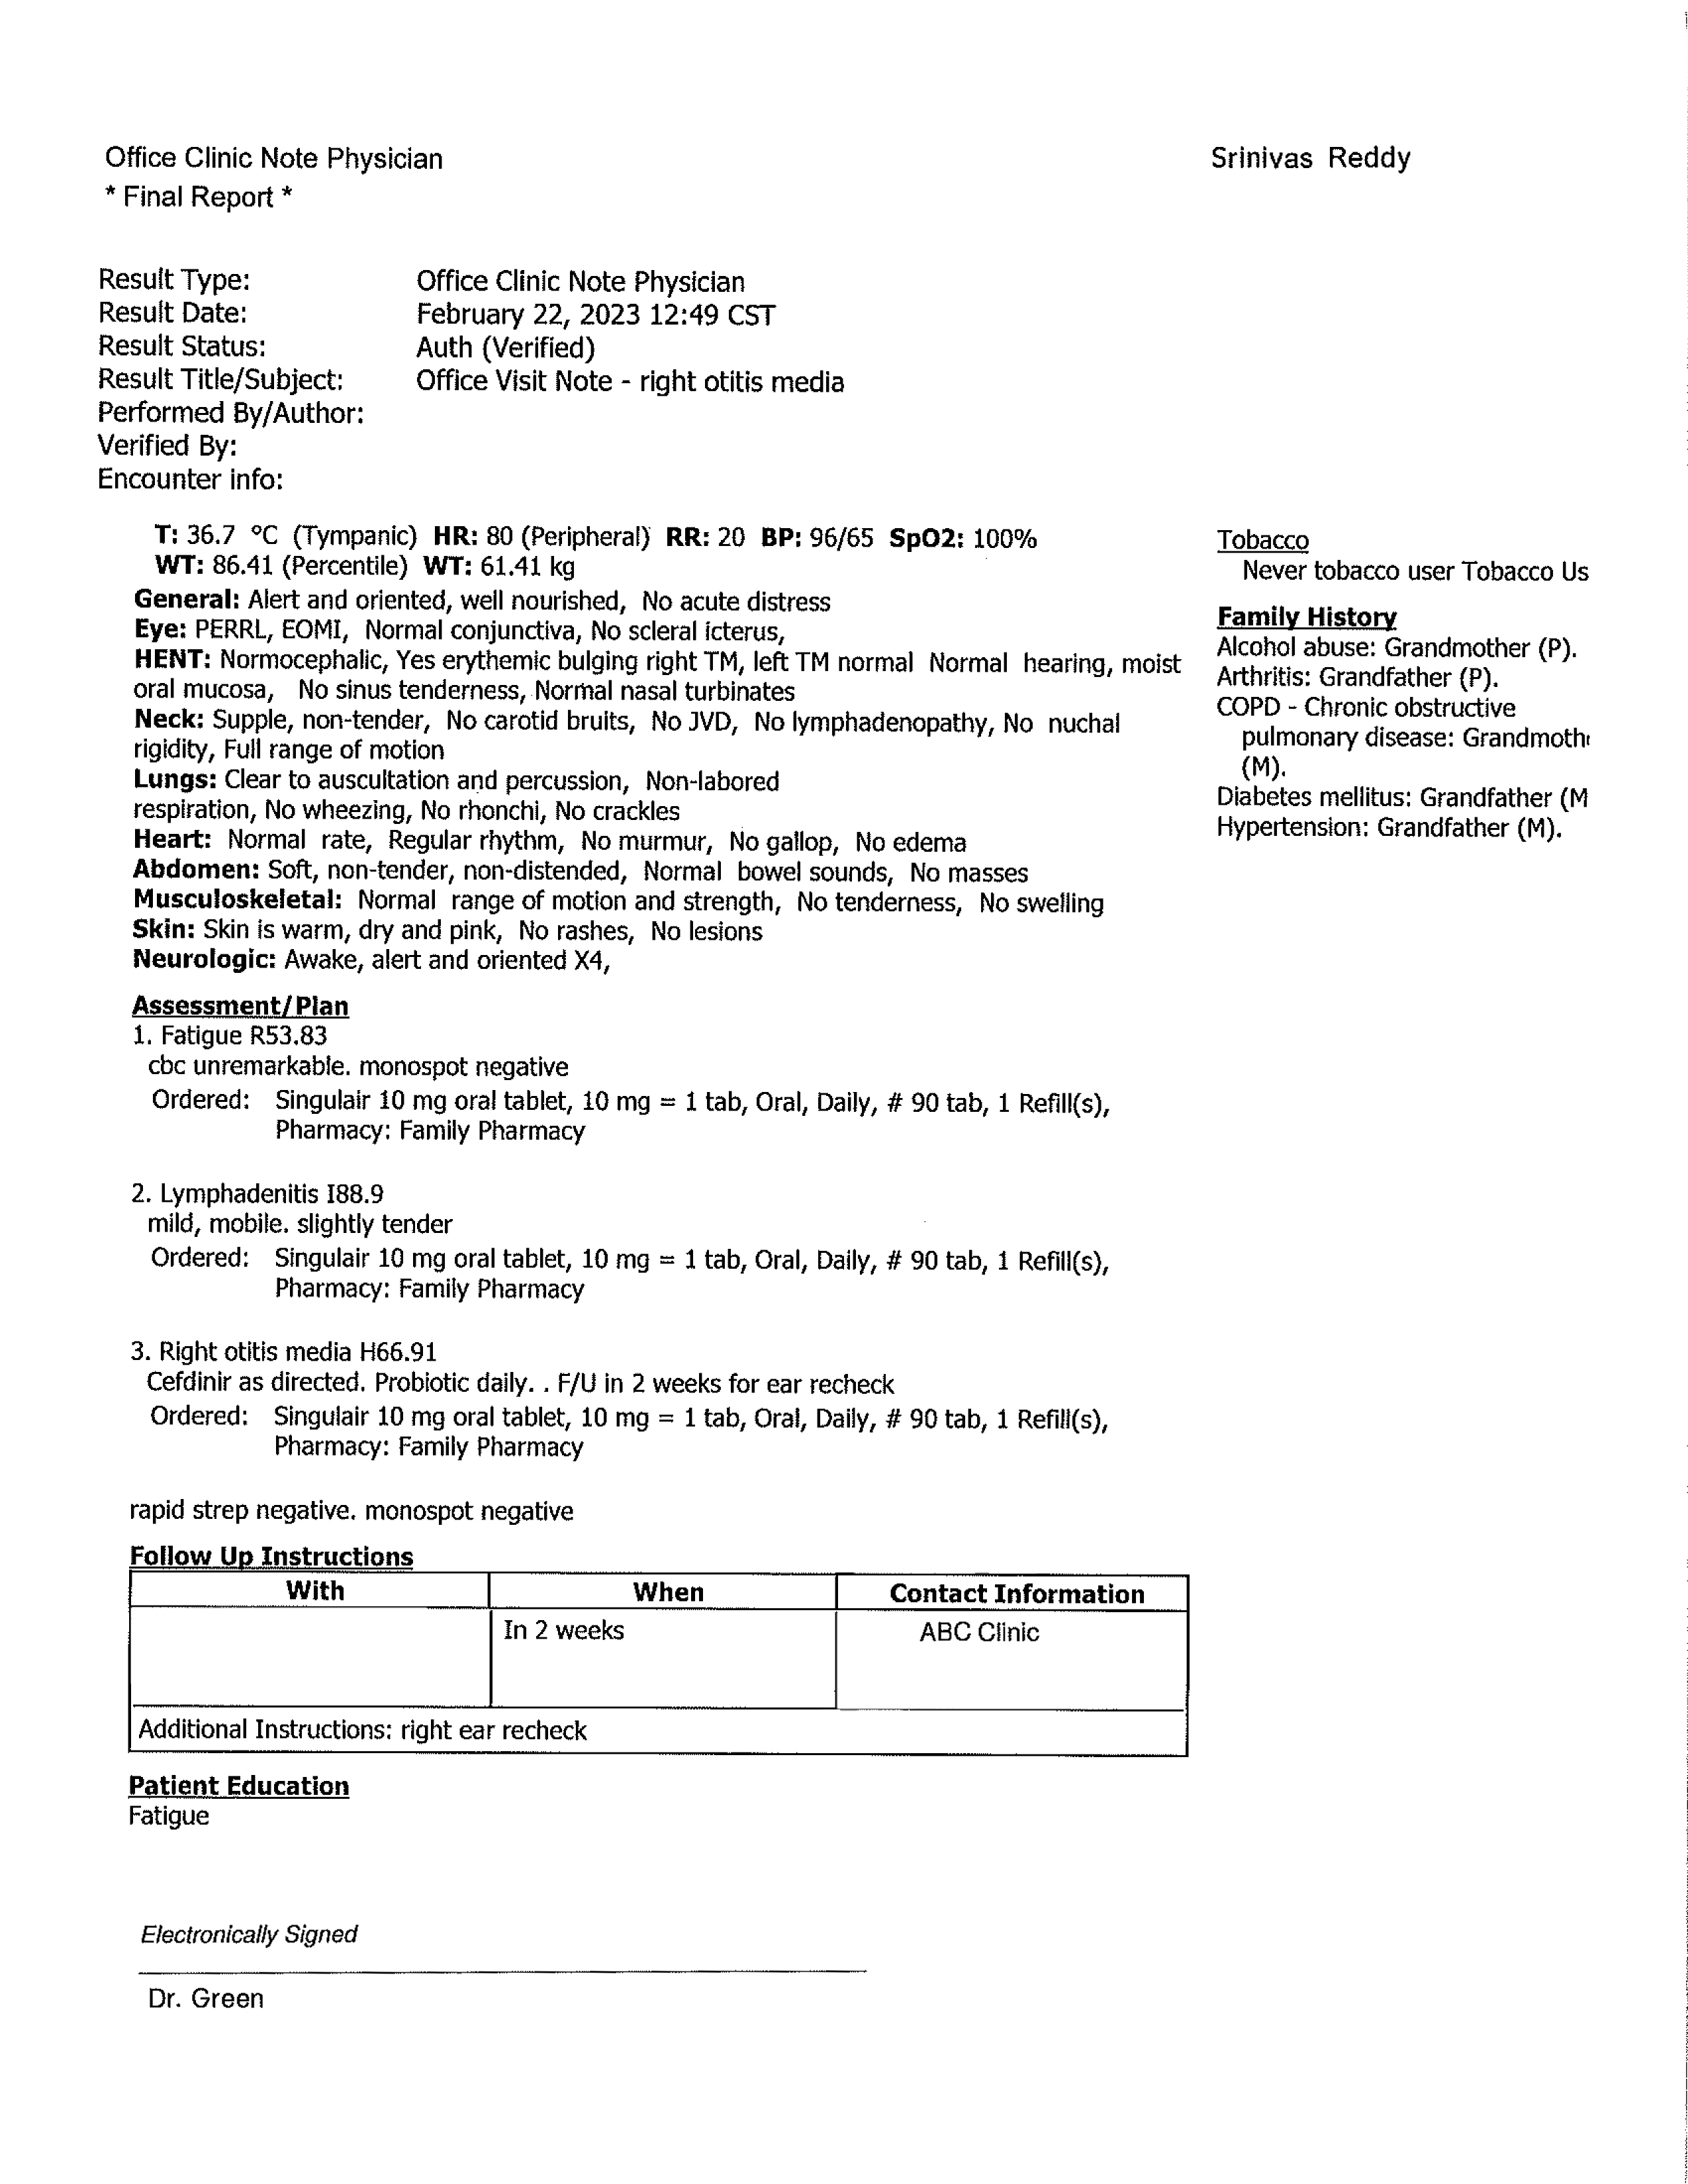 Office Clinic Note Physician
Srinivas Reddy
* Final Report *
Result Type: Office Clinic Note Physician
Result Date: February 22, 2023 12:49 CST
Result Status: Auth (Verified)
Result Title/Subject: Office Visit Note - right otitis media
Performed By/Author:
Verified By:
Encounter info:
T: 36.7 °C (Tympanic) HR: 80 (Peripheral) RR: 20 BP: 96/65 SpO2: 100%
WT: 86.41 (Percentile) WT: 61.41 kg
General: Alert and oriented, well nourished, No acute distress
Eye: PERRL, EOMI, Normal conjunctiva, No scleral icterus,
HENT: Normocephalic, Yes erythemic bulging right TM, left TM normal Normal hearing, moist
oral mucosa, No sinus tenderness, Normal nasal turbinates
Neck: Supple, non-tender, No carotid bruits, No JVD, No lymphadenopathy, No nuchal
rigidity, Full range of motion
Lungs: Clear to auscultation and percussion, Non-labored
respiration, No wheezing, No rhonchi, No crackles
Heart: Normal rate, Regular rhythm, No murmur, No gallop, No edema
Abdomen: Soft, non-tender, non-distended, Normal bowel sounds, No masses
Musculoskeletal: Normal range of motion and strength, No tenderness, No swelling
Skin: Skin is warm, dry and pink, No rashes, No lesions
Neurologic: Awake, alert and oriented X4,
Tobacco
Never tobacco user Tobacco Us
Family History
Alcohol abuse: Grandmother (P).
Arthritis: Grandfather (P).
COPD - Chronic obstructive
pulmonary disease: Grandmoth
(M).
Diabetes mellitus: Grandfather (M
Hypertension: Grandfather (M).
Assessment/Plan
1. Fatigue R53.83
cbc unremarkable. monospot negative
Ordered: Singulair 10 mg oral tablet, 10 mg = 1 tab, Oral, Daily, # 90 tab, 1 Refill(s),
Pharmacy: Family Pharmacy
2. Lymphadenitis I88.9
mild, mobile. slightly tender
Ordered: Singulair 10 mg oral tablet, 10 mg = 1 tab, Oral, Daily, # 90 tab, 1 Refill(s),
Pharmacy: Family Pharmacy
3. Right otitis media H66.91
Cefdinir as directed. Probiotic daily. . F/U in 2 weeks for ear recheck
Ordered: Singulair 10 mg oral tablet, 10 mg = 1 tab, Oral, Daily, # 90 tab, 1 Refill(s),
Pharmacy: Family Pharmacy
rapid strep negative. monospot negative
Follow Up Instructions
With When Contact Information
In 2 weeks ABC Clinic
Additional Instructions: right ear recheck
Patient Education
Fatigue
Electronically Signed
Dr. Green